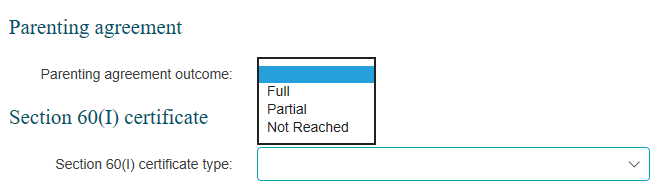 Parenting agreement
Parenting agreement outcome:
Full
Partial
Not Reached
Section 60(I) certificate
Section 60(I) certificate type: